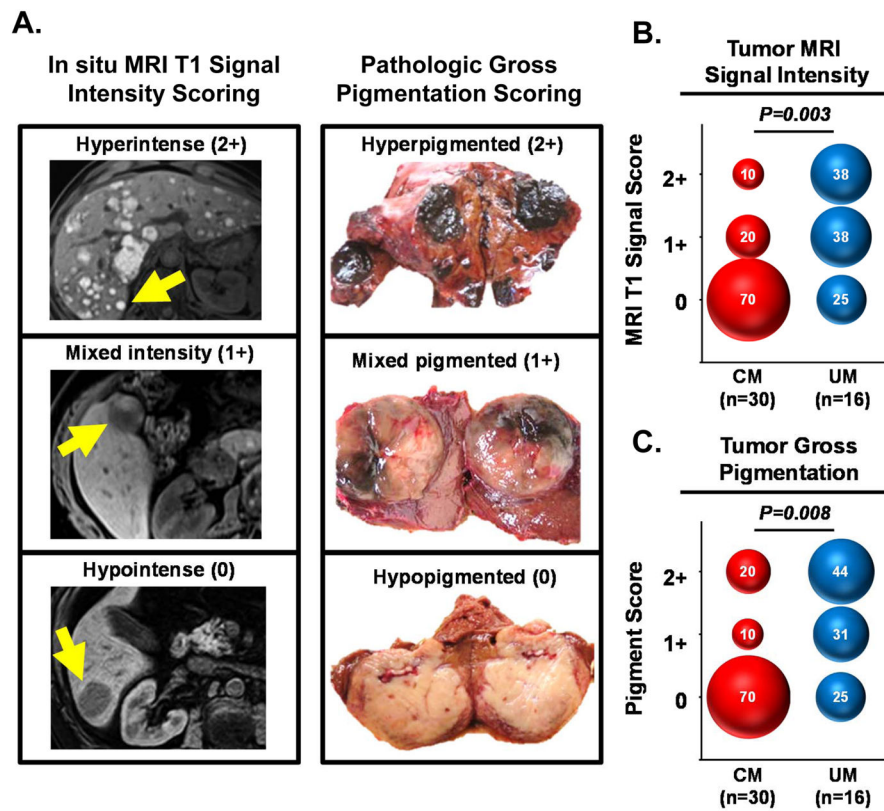 A.
In situ MRI T1 Signal
Intensity Scoring
Pathologic Gross
Pigmentation Scoring
Hyperintense (2+)
Hyperpigmented (2+)
Mixed intensity (1+)
Mixed pigmented (1+)
Hypointense (0)
Hypopigmented (0)
B.
Tumor MRI
Signal Intensity
P=0.003
MRI T1 Signal Score
2+
10
38
1+
20
38
0
70
25
CM
(n=30)
UM
(n=16)
C.
Tumor Gross
Pigmentation
P=0.008
Pigment Score
2+
20
44
1+
10
31
0
70
25
CM
(n=30)
UM
(n=16)